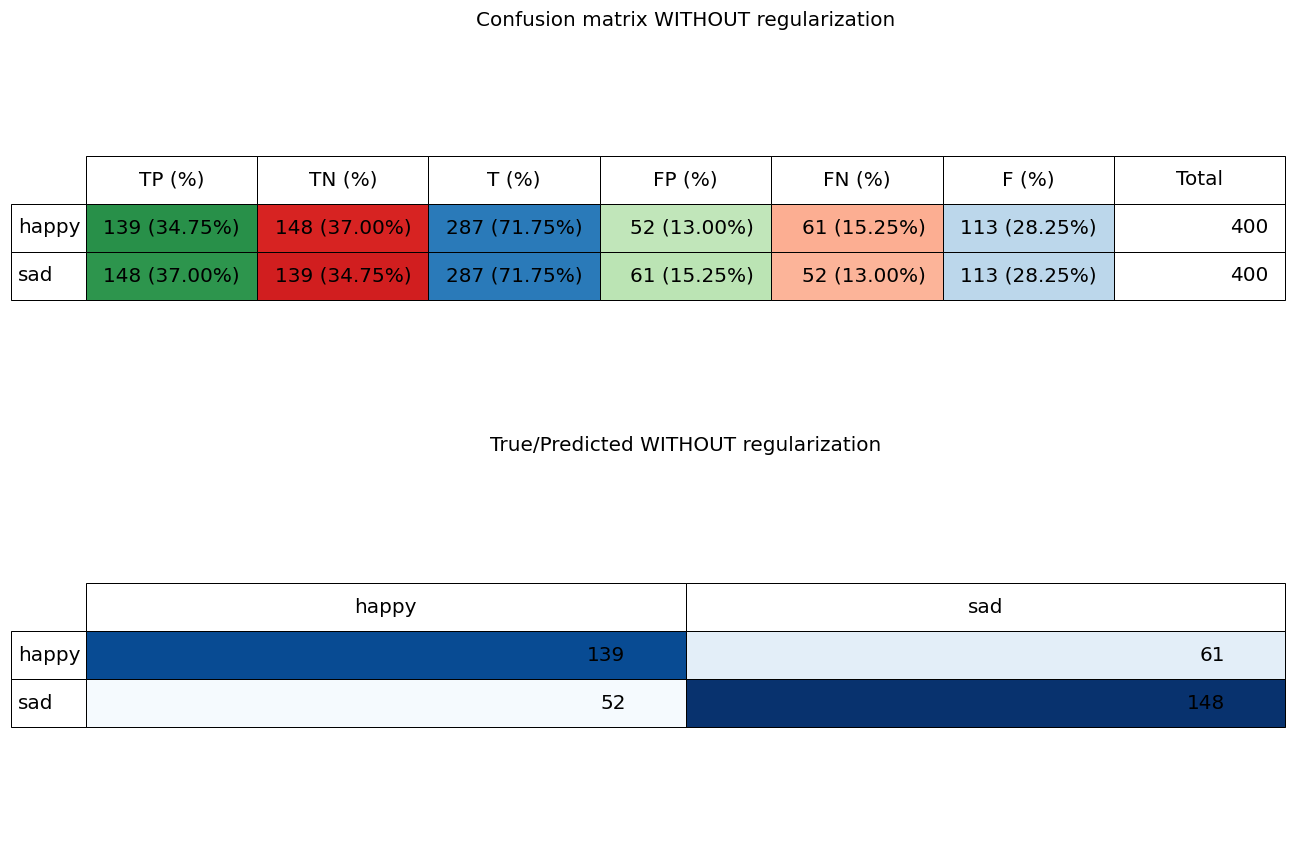 Confusion matrix WITHOUT regularization
TP (%) TN (%) T (%) FP (%) FN (%) F (%) Total
happy 139 (34.75%) 148 (37.00%) 287 (71.75%) 52 (13.00%) 61 (15.25%) 113 (28.25%) 400
sad 148 (37.00%) 139 (34.75%) 287 (71.75%) 61 (15.25%) 52 (13.00%) 113 (28.25%) 400
True/Predicted WITHOUT regularization
happy sad
happy 139 61
sad 52 148